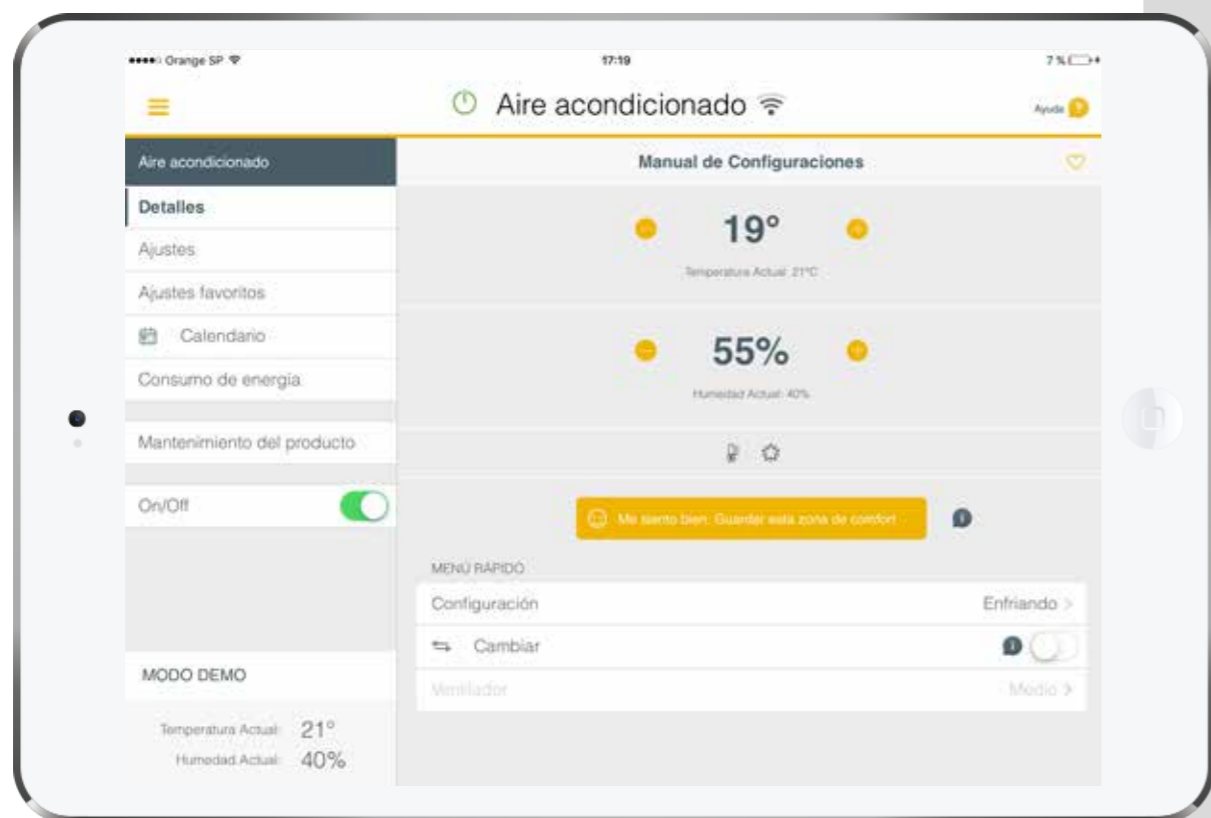 Orange SP
17:19
7 %
Aire acondicionado
Ayuda ?
Aire acondicionado
Manual de Configuraciones
Detalles
Ajustes
Ajustes favoritos
Calendario
Consumo de energía
Mantenimiento del producto
On/Off
MODO DEMO
Temperatura Actual: 21°
Humedad Actual: 40%
19°
Temperatura Actual: 21°C
55%
Humedad Actual: 40%
Me siento bien. Guardar esta zona de comfort
MENÚ RÁPIDO
Configuración
Enfriando >
Cambiar
Ventilador
Medio >